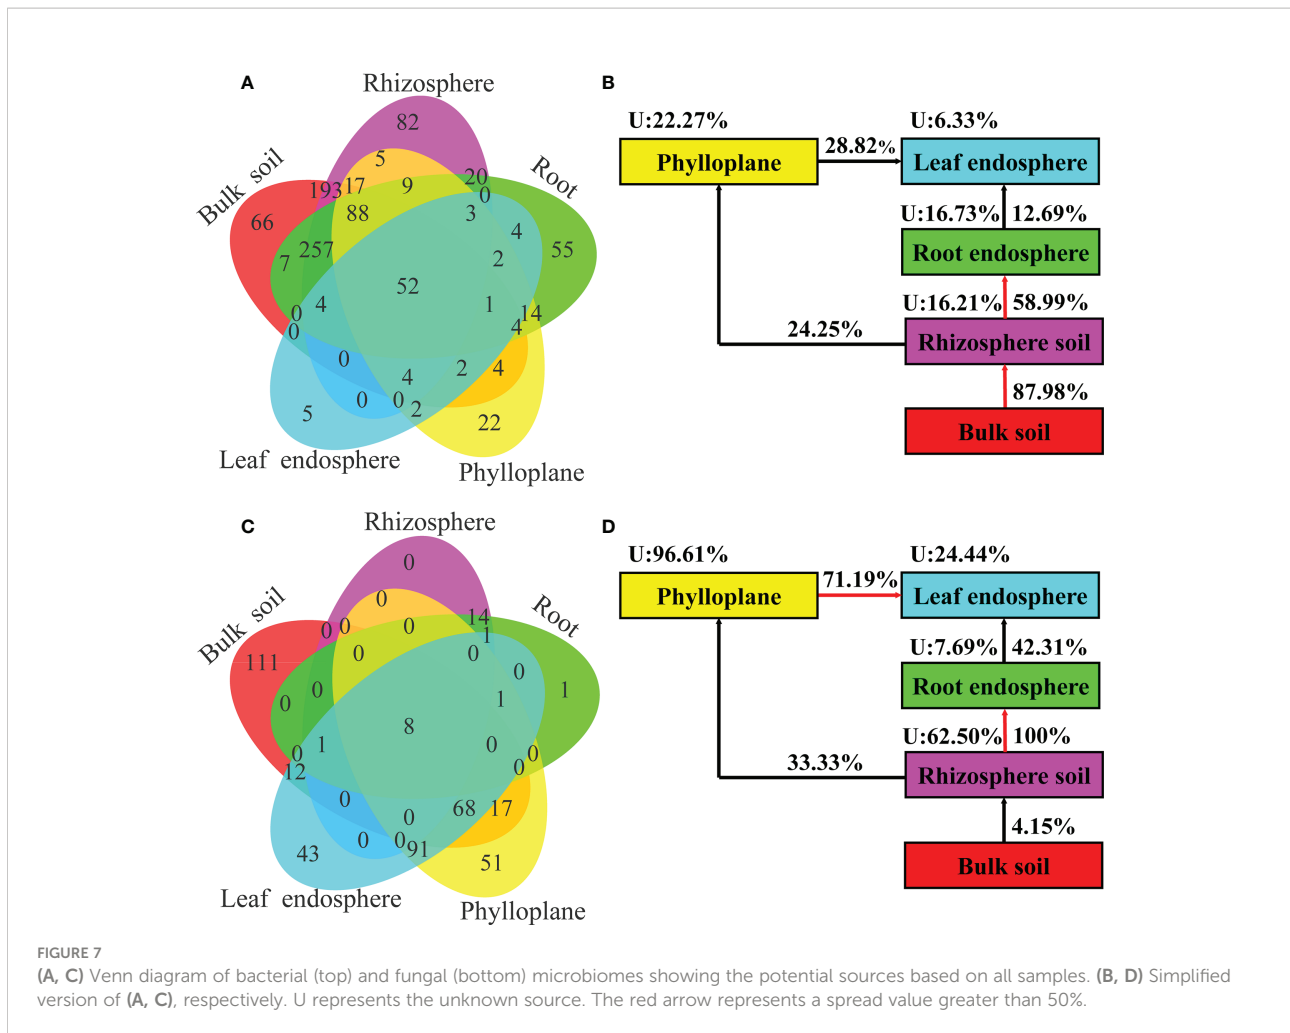 A
Rhizosphere
Root
Bulk soil
Leaf endosphere
Phylloplane
82
5
20
193
17
9
0
66
88
3
4
55
7
257
2
52
4
1
14
0
4
0
0
4
2
4
5
0
0
2
22
B
U:22.27%
U:6.33%
Phylloplane
28.82%
Leaf endosphere
U:16.73%
12.69%
Root endosphere
U:16.21%
58.99%
24.25%
Rhizosphere soil
87.98%
Bulk soil
C
Rhizosphere
Root
Bulk soil
Leaf endosphere
Phylloplane
0
0
14
0
0
0
1
111
0
0
0
1
0
0
1
8
1
0
0
0
12
0
0
0
68
17
43
0
0
91
51
D
U:96.61%
U:24.44%
Phylloplane
71.19%
Leaf endosphere
U:7.69%
42.31%
Root endosphere
U:62.50%
100%
33.33%
Rhizosphere soil
4.15%
Bulk soil
FIGURE 7
(A, C) Venn diagram of bacterial (top) and fungal (bottom) microbiomes showing the potential sources based on all samples. (B, D) Simplified
version of (A, C), respectively. U represents the unknown source. The red arrow represents a spread value greater than 50%.